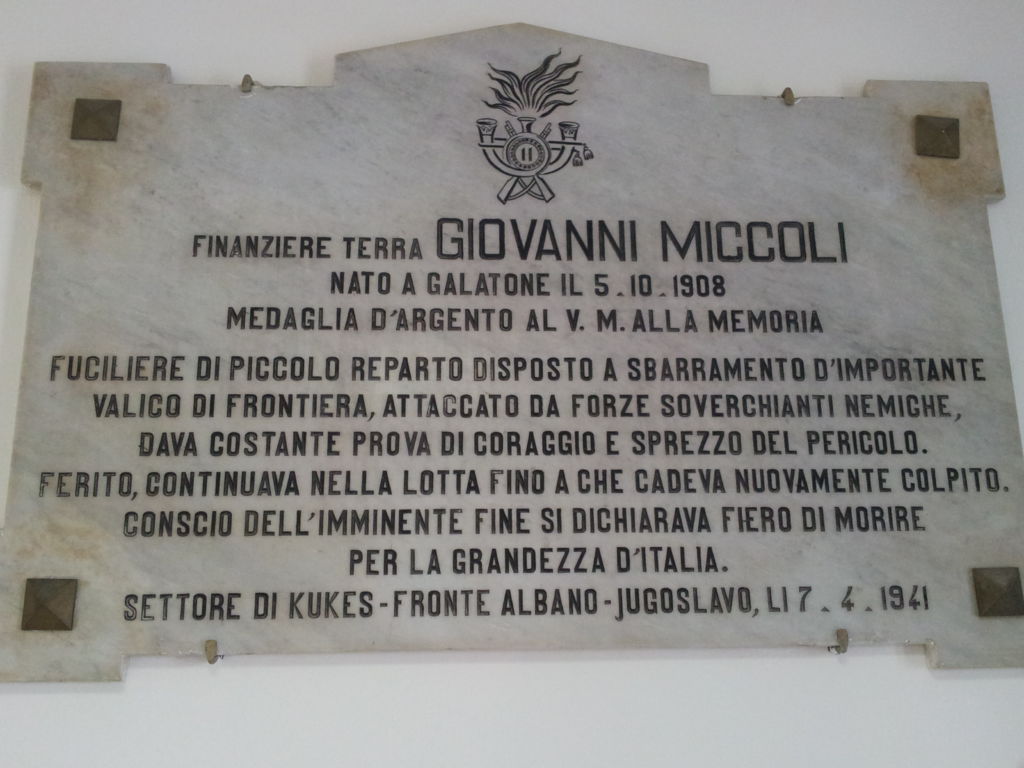 11
FINANZIERE TERRA GIOVANNI MICCOLI
NATO A GALATONE IL 5.10.1908
MEDAGLIA D'ARGENTO AL V. M. ALLA MEMORIA
FUCILIERE DI PICCOLO REPARTO DISPOSTO A SBARRAMENTO D'IMPORTANTE
VALICO DI FRONTIERA, ATTACCATO DA FORZE SOVERCHIANTI NEMICHE,
DAVA COSTANTE PROVA DI CORAGGIO E SPREZZO DEL PERICOLO.
FERITO, CONTINUAVA NELLA LOTTA FINO A CHE CADEVA NUOVAMENTE COLPITO.
CONSCIO DELL'IMMINENTE FINE SI DICHIARAVA FIERO DI MORIRE
PER LA GRANDEZZA D'ITALIA.
SETTORE DI KUKES-FRONTE ALBANO-JUGOSLAVO, LI 7.4.1941